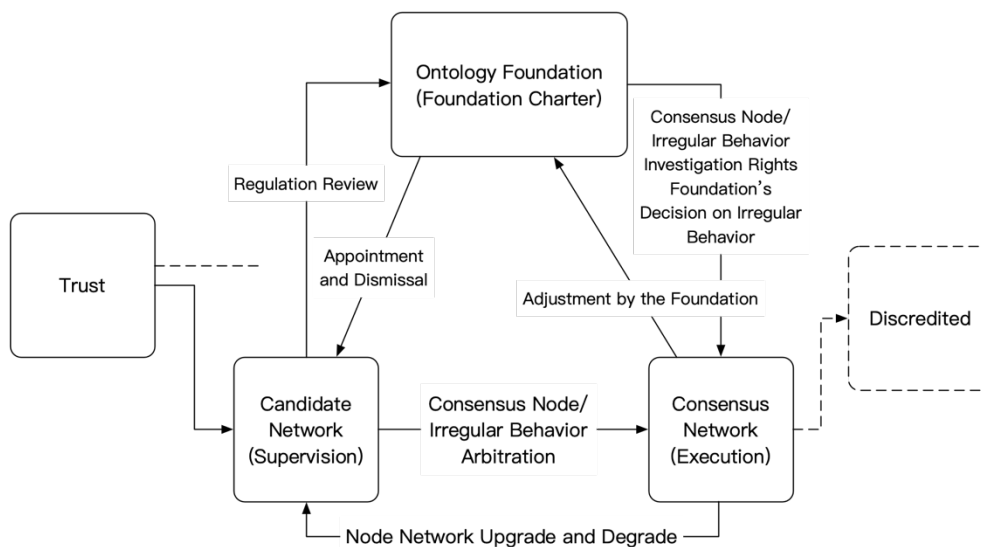 Ontology Foundation
(Foundation Charter)
Consensus Node/
Irregular Behavior
Investigation Rights
Foundation's
Decision on Irregular
Behavior
Regulation Review
Appointment
and Dismissal
Trust
Adjustment by the Foundation
Discredited
Candidate
Network
(Supervision)
Consensus Node/
Irregular Behavior
Arbitration
Consensus
Network
(Execution)
Node Network Upgrade and Degrade